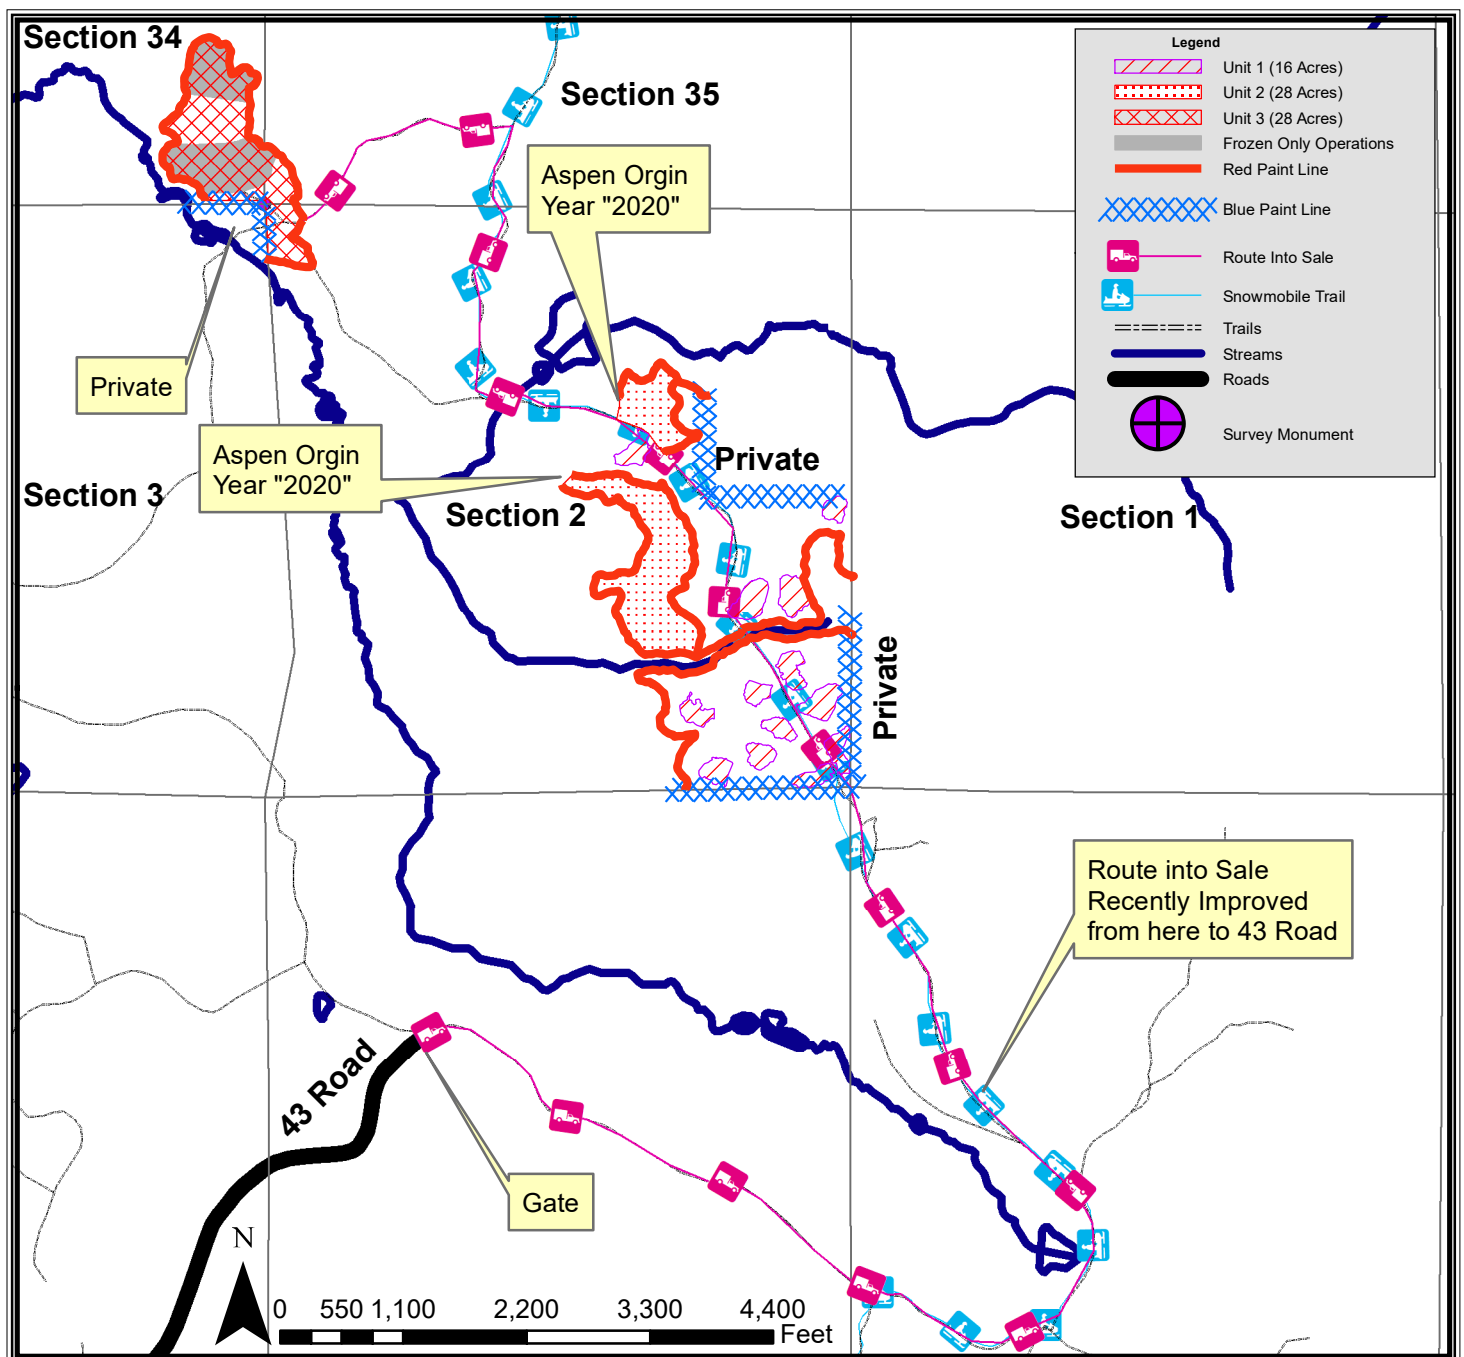 Section 34
Section 35
Legend
Unit 1 (16 Acres)
Unit 2 (28 Acres)
Unit 3 (28 Acres)
Frozen Only Operations
Red Paint Line
Blue Paint Line
Route Into Sale
Snowmobile Trail
Trails
Streams
Roads
Survey Monument
Aspen Orgin
Year "2020"
Private
Aspen Orgin
Year "2020"
Private
Section 3
Section 2
Section 1
Private
Route into Sale
Recently Improved
from here to 43 Road
43 Road
Gate
N
0 550 1,100 2,200 3,300 4,400
Feet